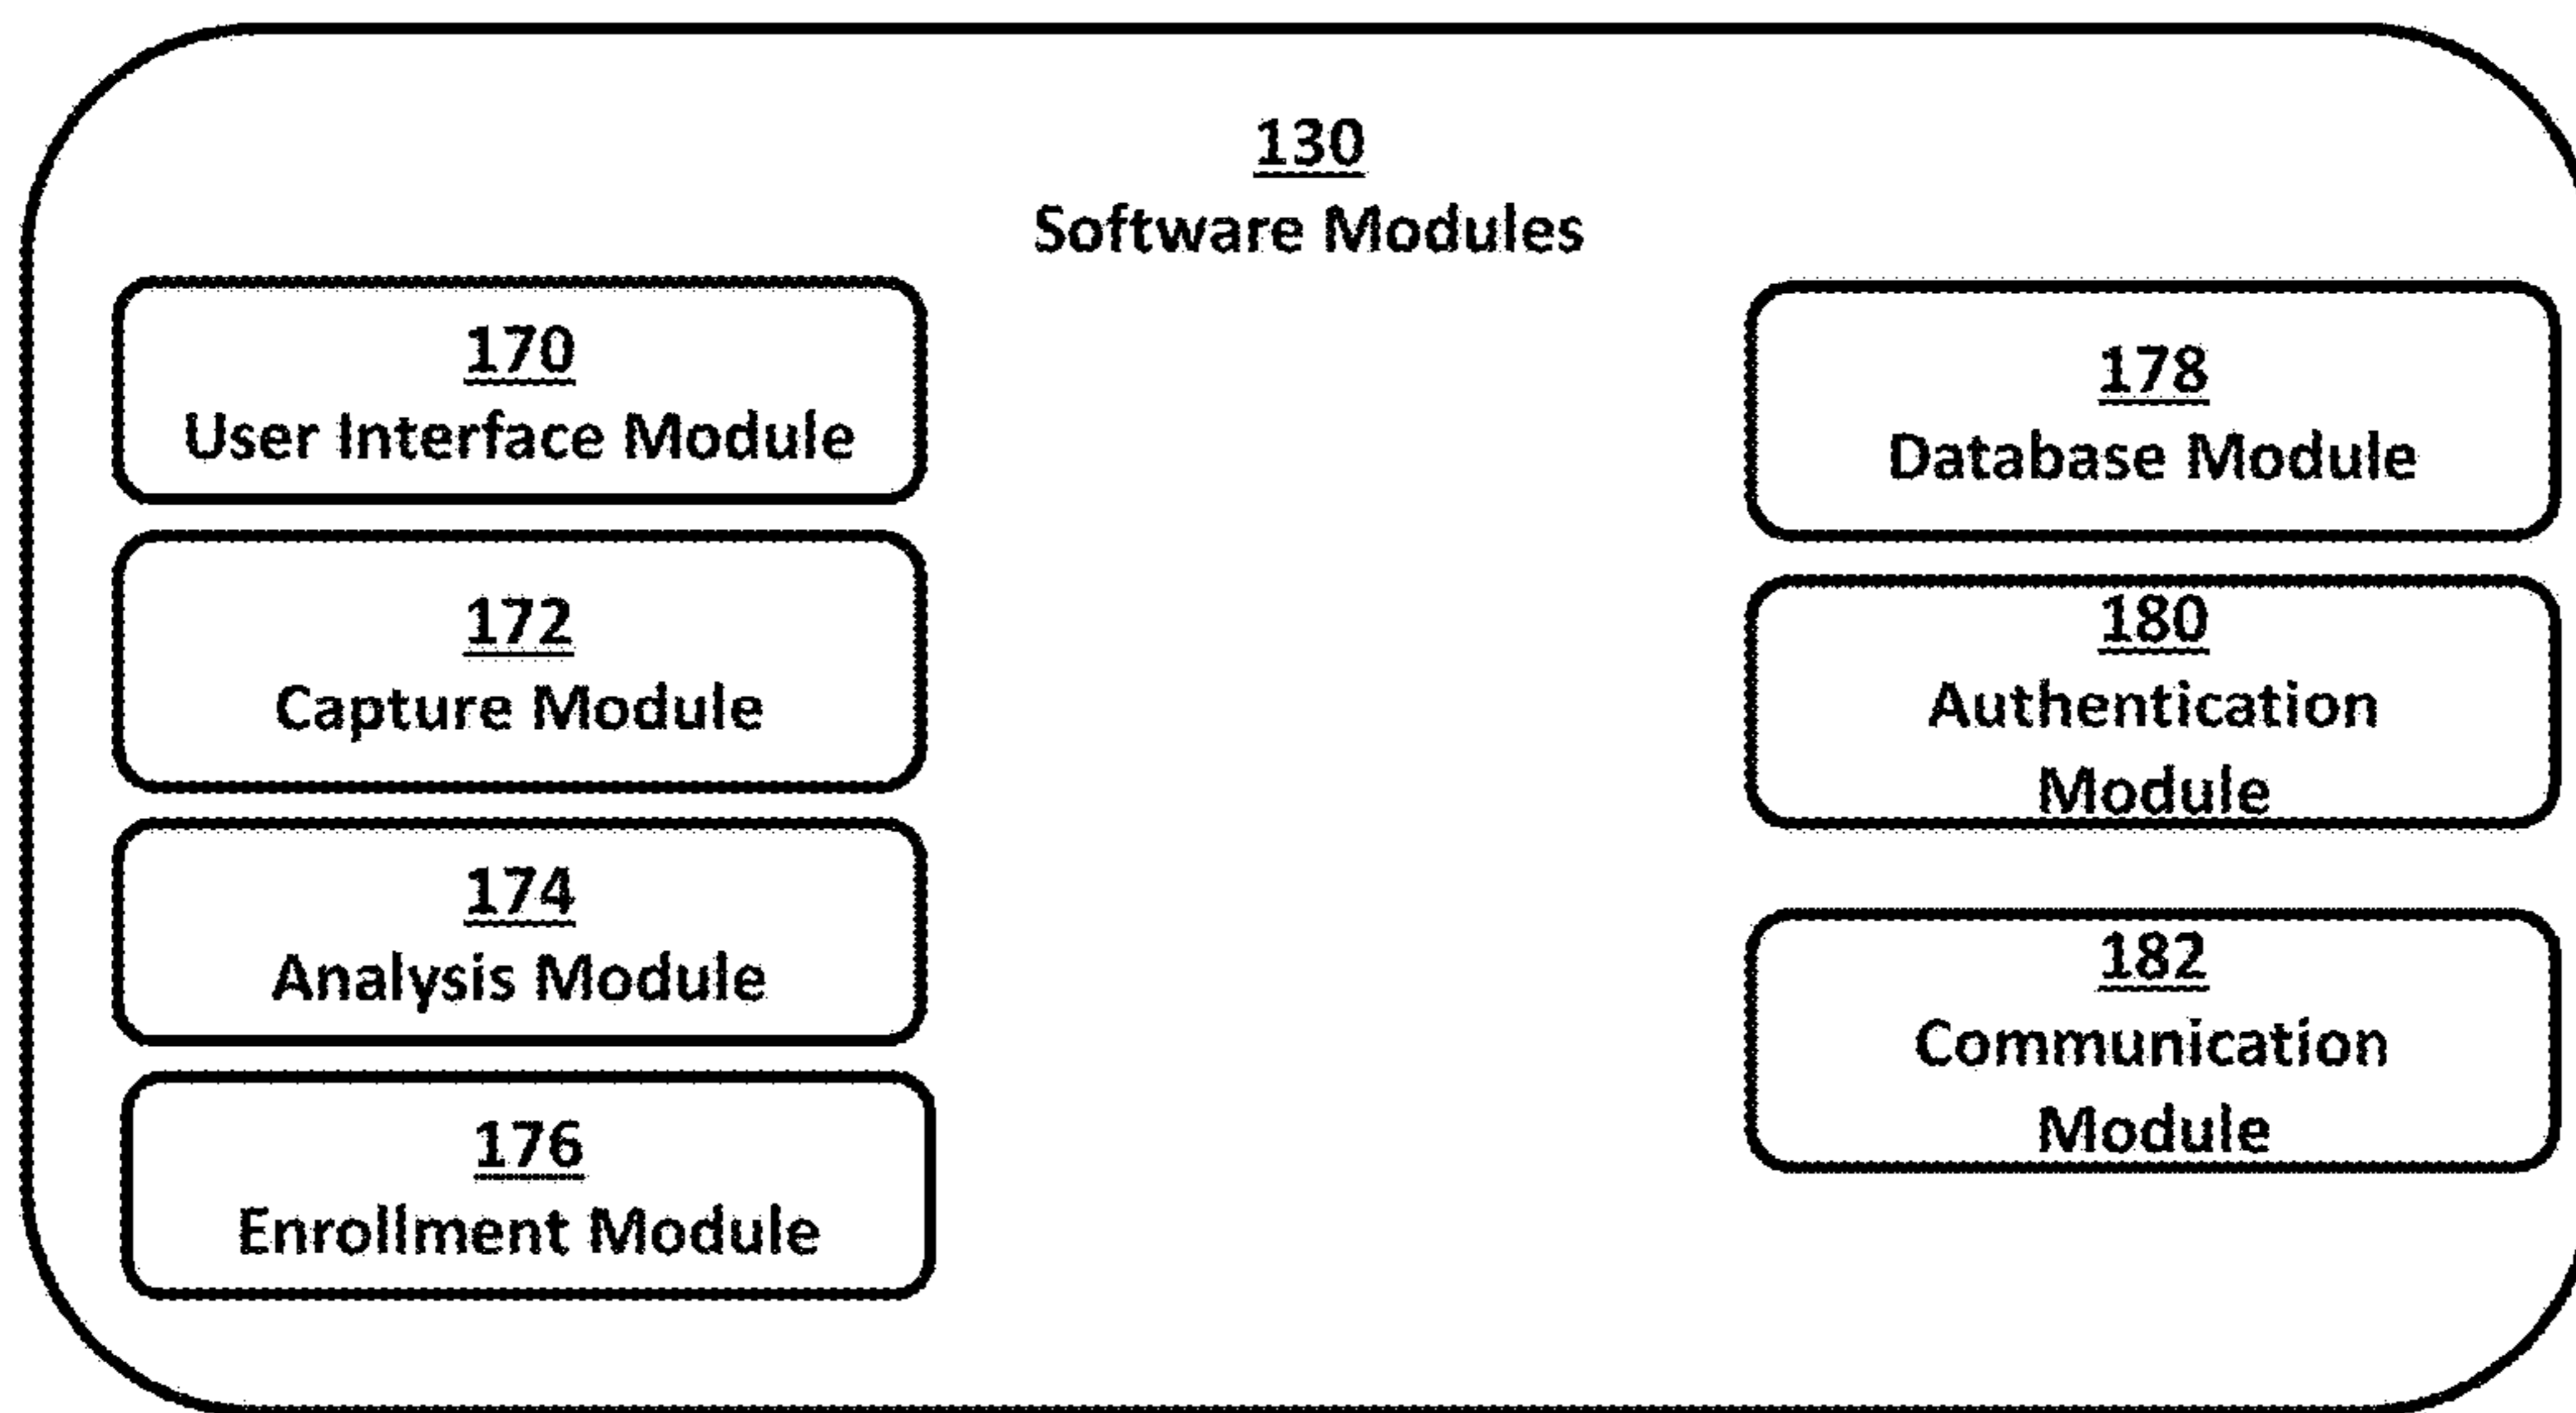 130
Software Modules
170
User Interface Module
172
Capture Module
174
Analysis Module
176
Enrollment Module
178
Database Module
180
Authentication
Module
182
Communication
Module